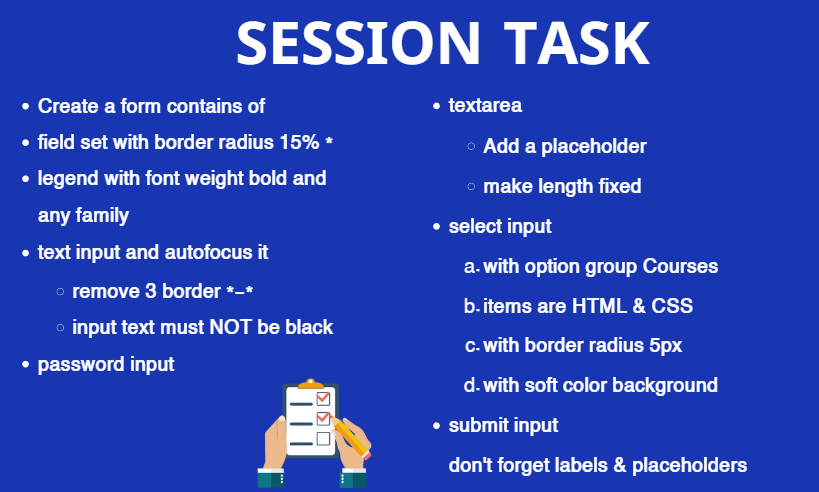 SESSION TASK
• Create a form contains of
• field set with border radius 15% *
• legend with font weight bold and
any family
• text input and autofocus it
○ remove 3 border *-*
○ input text must NOT be black
• password input
• textarea
○ Add a placeholder
○ make length fixed
• select input
a. with option group Courses
b. items are HTML & CSS
c. with border radius 5px
d. with soft color background
• submit input
don't forget labels & placeholders